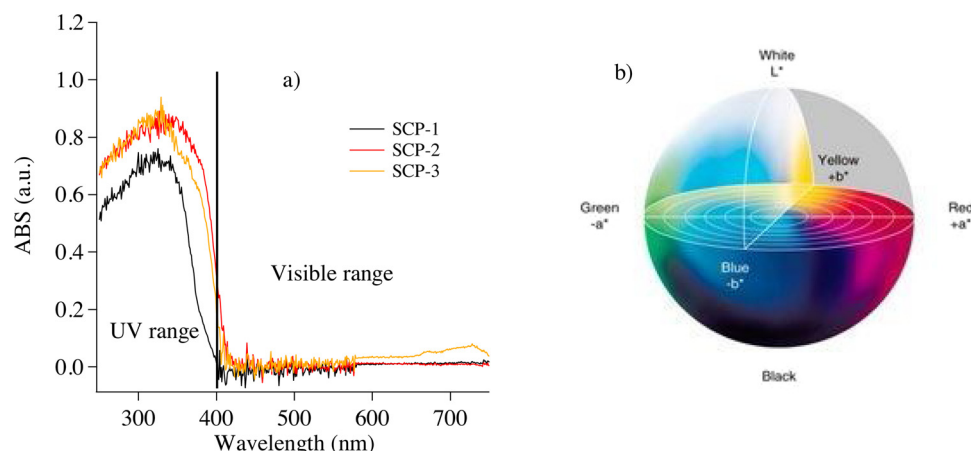 1.2
1.0
0.8
0.6
0.4
0.2
0.0
ABS (a.u.)
a)
SCP-1
SCP-2
SCP-3
Visible range
UV range
300
400
500
600
700
Wavelength (nm)
b)
White
L*
Yellow
+b*
Green
-a*
Red
+a*
Blue
-b*
Black